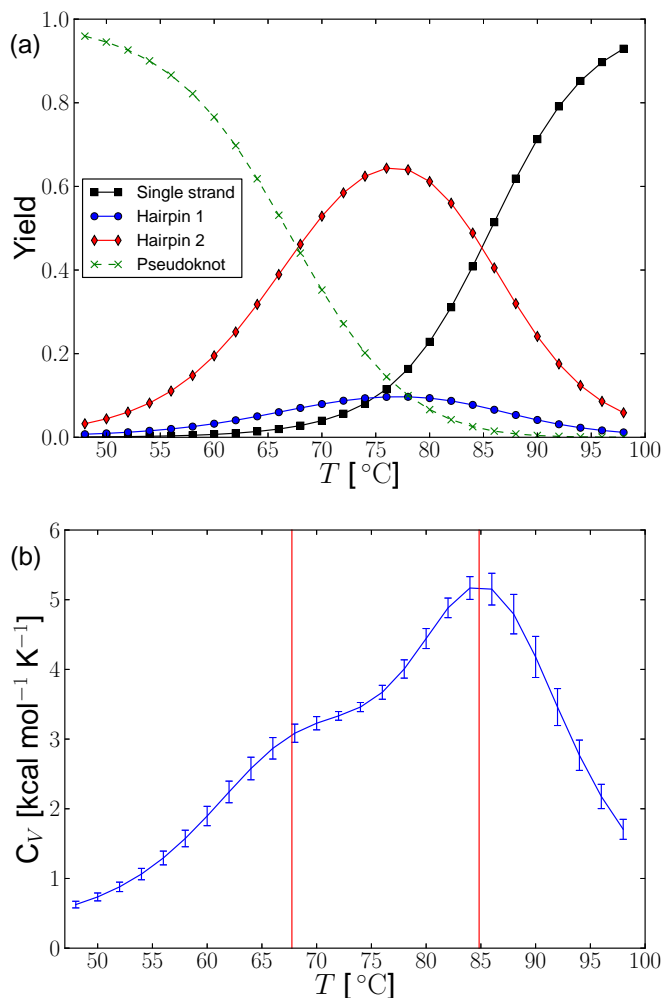 (a)
Yield
1.0
0.8
0.6
0.4
0.2
0.0
Single strand
Hairpin 1
Hairpin 2
Pseudoknot
50 55 60 65 70 75 80 85 90 95 100
T [°C]
(b)
C_V [kcal mol⁻¹ K⁻¹]
6
5
4
3
2
1
0
50 55 60 65 70 75 80 85 90 95 100
T [°C]